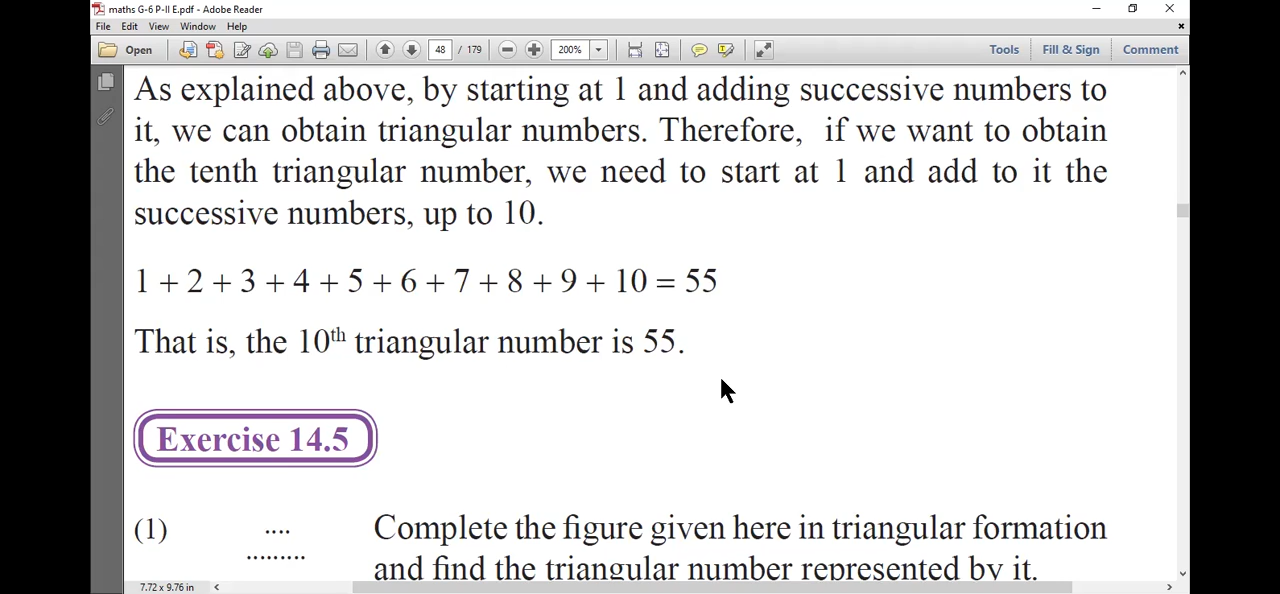 maths G-6 P-II E.pdf - Adobe Reader
File Edit View Window Help
Open 48 / 179 200% Tools Fill & Sign Comment
As explained above, by starting at 1 and adding successive numbers to
it, we can obtain triangular numbers. Therefore, if we want to obtain
the tenth triangular number, we need to start at 1 and add to it the
successive numbers, up to 10.
1 + 2 + 3 + 4 + 5 + 6 + 7 + 8 + 9 + 10 = 55
That is, the 10th triangular number is 55.
Exercise 14.5
(1) .... Complete the figure given here in triangular formation
......... and find the triangular number represented by it.
7.72 x 9.76 in